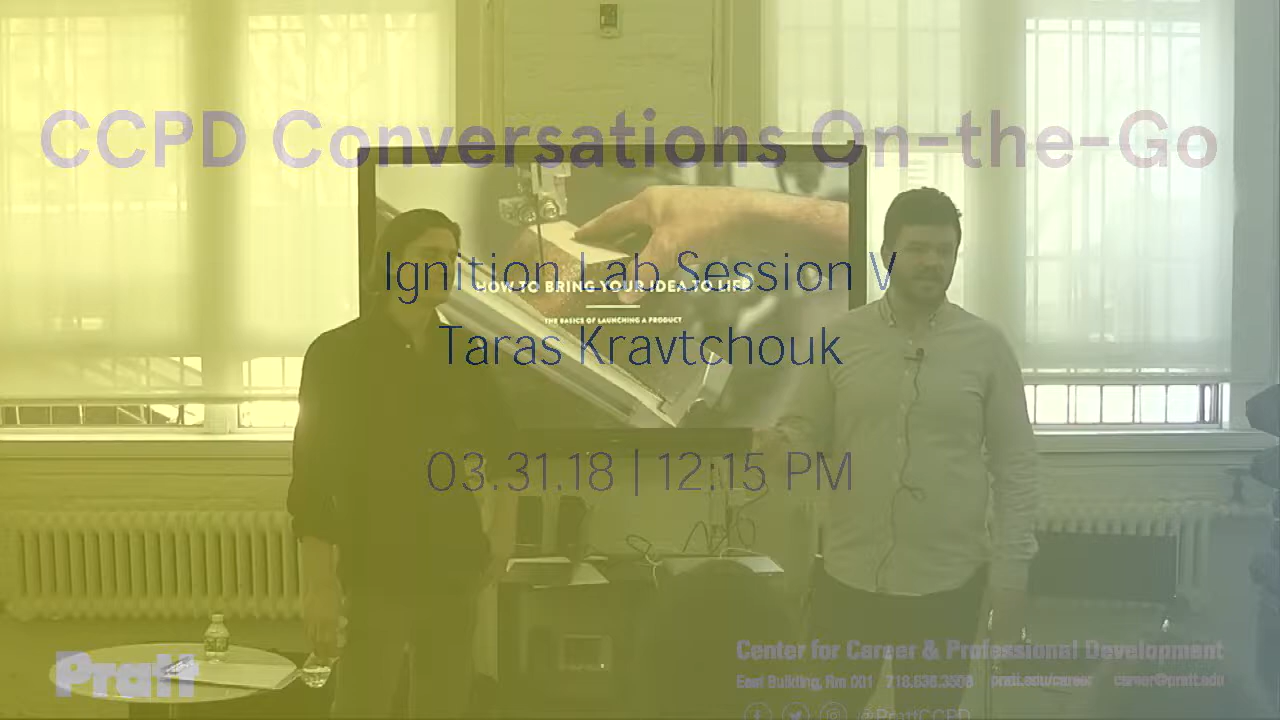 CCPD Conversations On-the-Go
Ignition Lab Session V
HOW TO BRING YOUR IDEA TO LIFE
THE BASICS OF LAUNCHING A PRODUCT
Taras Kravtchouk
03.31.18 | 12:15 PM
Pratt
Center for Career & Professional Development
East Building, Rm 001 718.636.3506 pratt.edu/career career@pratt.edu
@PrattCCPD